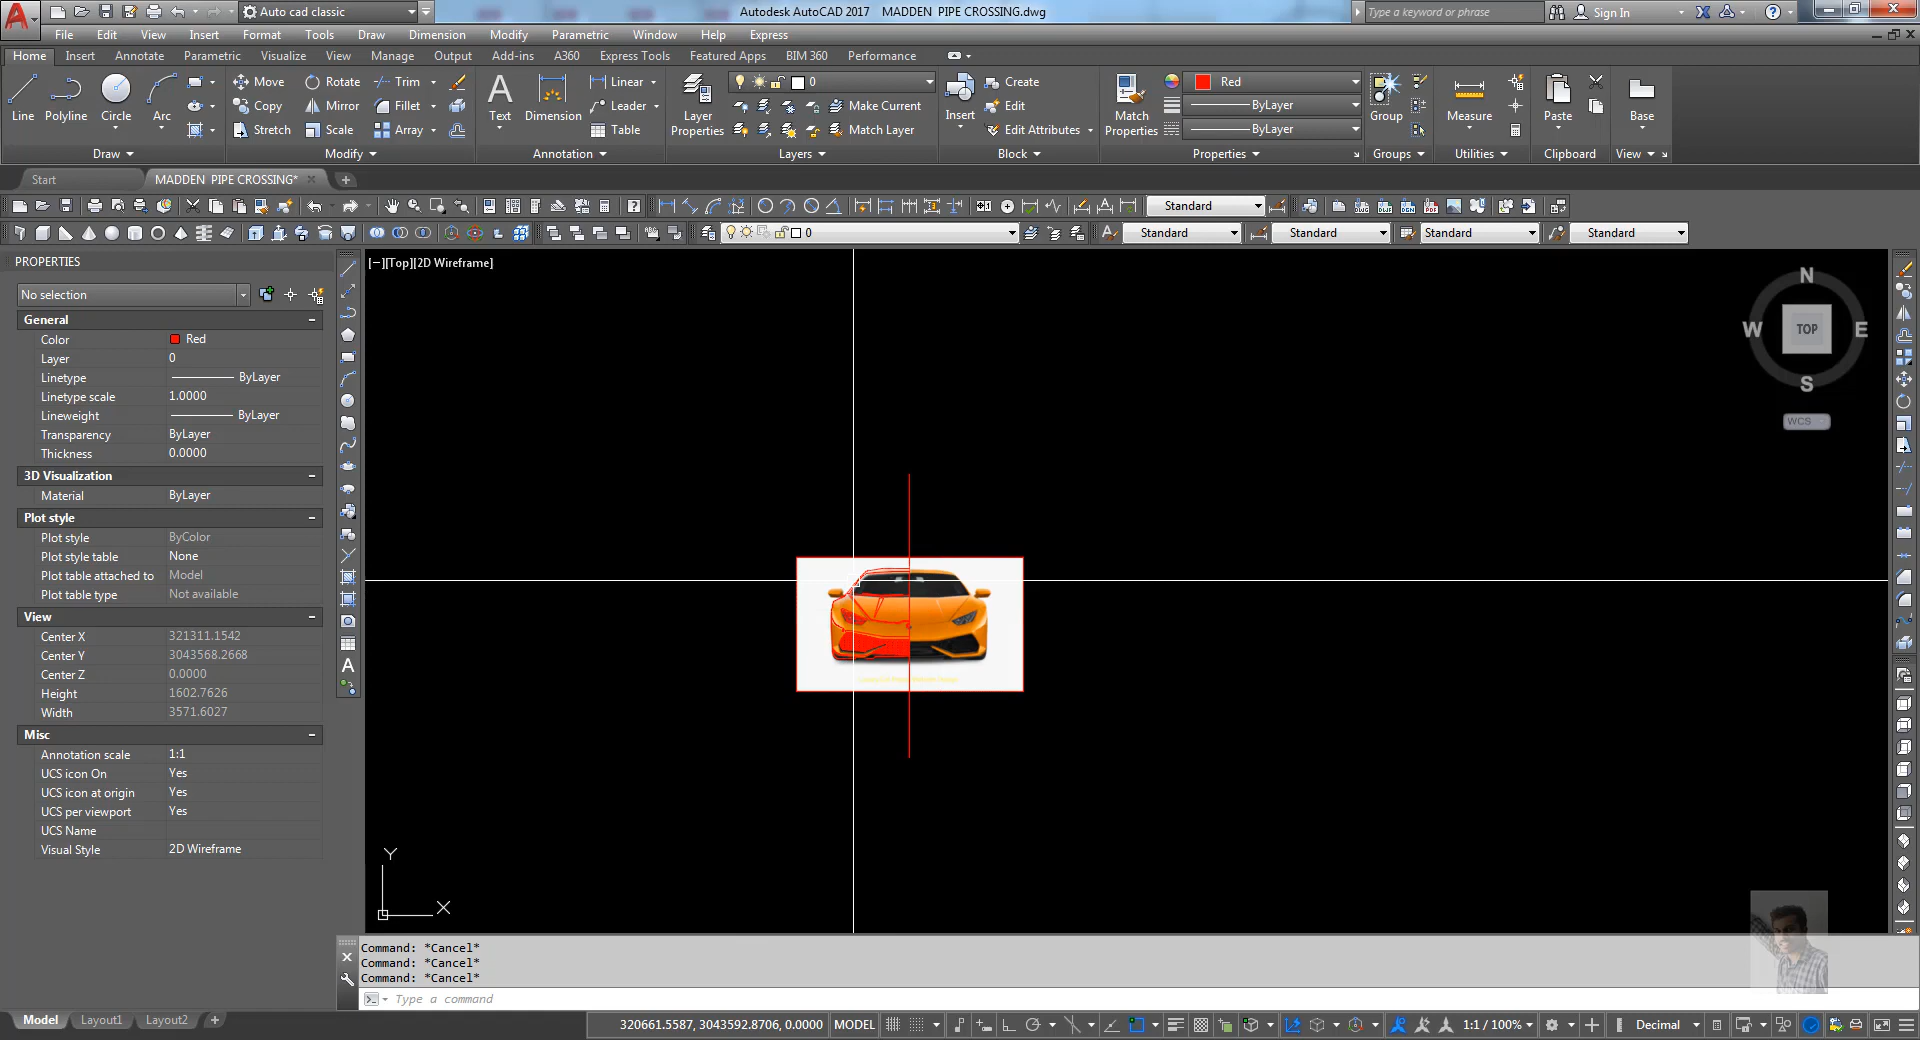 Auto cad classic
Autodesk AutoCAD 2017 MADDEN PIPE CROSSING.dwg
Type a keyword or phrase
Sign In
File Edit View Insert Format Tools Draw Dimension Modify Parametric Window Help Express
Home Insert Annotate Parametric Visualize View Manage Output Add-ins A360 Express Tools Featured Apps BIM 360 Performance
Line Polyline Circle Arc
Move Rotate Trim
Copy Mirror Fillet
Stretch Scale Array
Text Dimension
Linear
Leader
Table
Layer Properties
0
Make Current
Match Layer
Insert
Create
Edit
Edit Attributes
Match Properties
Red
ByLayer
ByLayer
Group
Measure
Paste
Base
Draw Modify Annotation Layers Block Properties Groups Utilities Clipboard View
Start MADDEN PIPE CROSSING*
Standard
0 Standard Standard Standard Standard
PROPERTIES
[−][Top][2D Wireframe]
No selection
General
Color Red
Layer 0
Linetype ByLayer
Linetype scale 1.0000
Lineweight ByLayer
Transparency ByLayer
Thickness 0.0000
3D Visualization
Material ByLayer
Plot style
Plot style ByColor
Plot style table None
Plot table attached to Model
Plot table type Not available
View
Center X 321311.1542
Center Y 3043568.2668
Center Z 0.0000
Height 1602.7626
Width 3571.6027
Misc
Annotation scale 1:1
UCS icon On Yes
UCS icon at origin Yes
UCS per viewport Yes
UCS Name
Visual Style 2D Wireframe
N
W TOP E
S
WCS
Y
X
Command: *Cancel*
Command: *Cancel*
Command: *Cancel*
Type a command
Model Layout1 Layout2
320661.5587, 3043592.8706, 0.0000 MODEL 1:1 / 100% Decimal